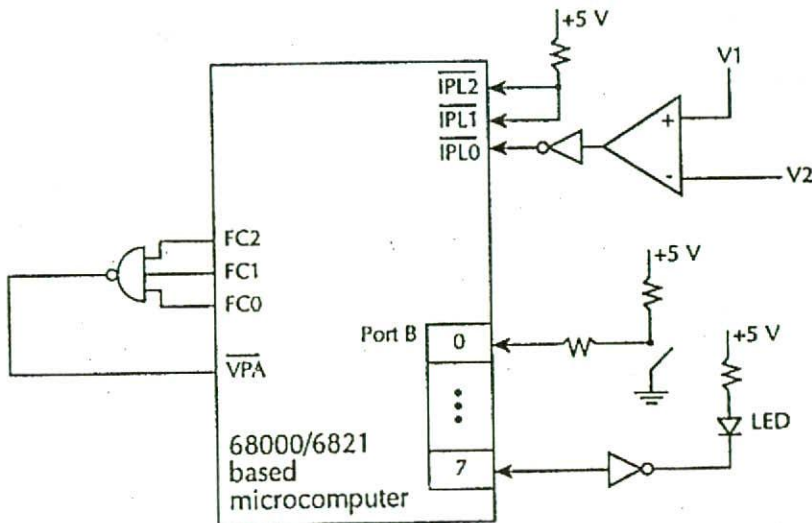 +5 V
V1
IPL2
IPL1
IPL0
+
-
V2
FC2
FC1
FC0
VPA
+5 V
+5 V
Port B
0
LED
7
68000/6821
based
microcomputer